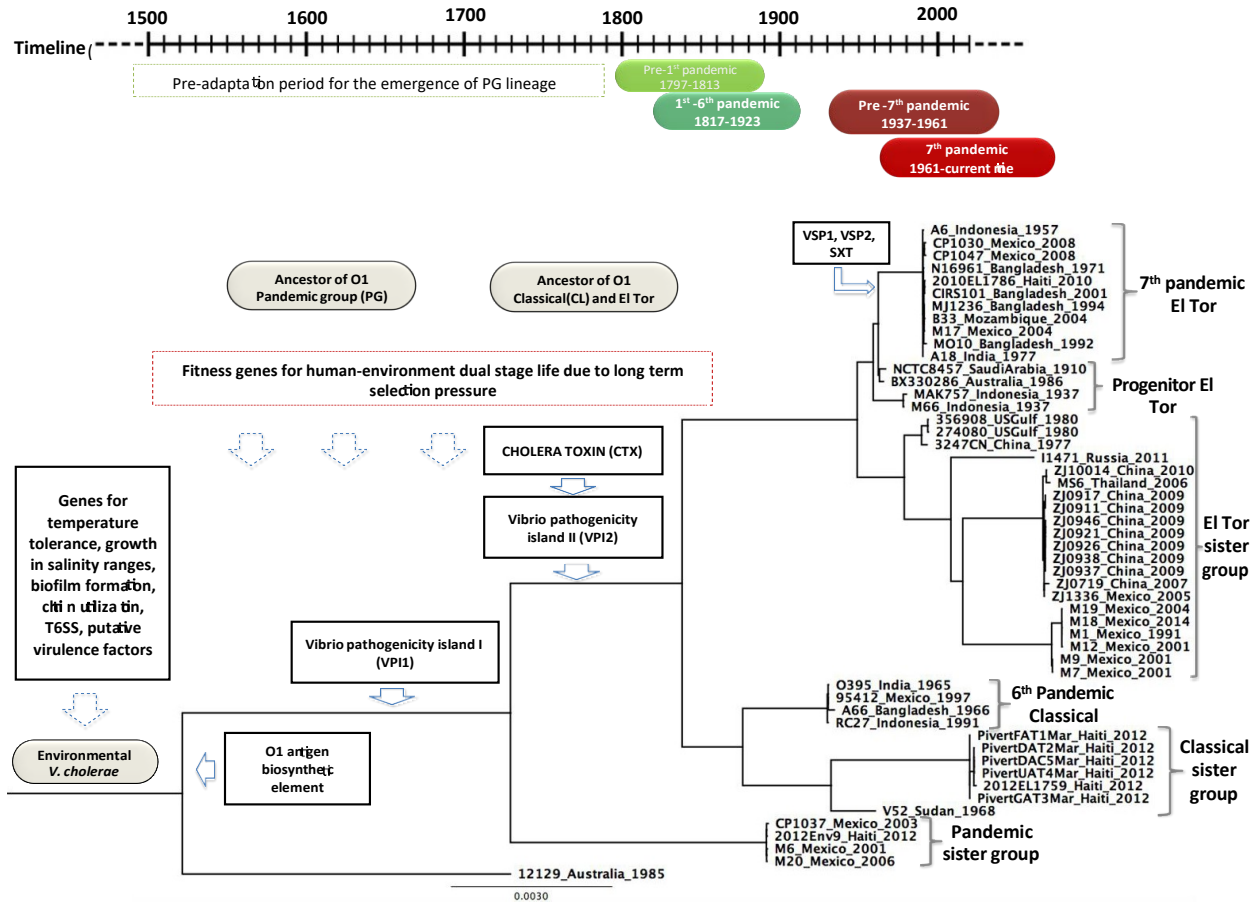 1500 1600 1700 1800 1900 2000
Timeline (
Pre-adaptation period for the emergence of PG lineage
Pre-1st pandemic
1797-1813
1st -6th pandemic
1817-1923
Pre -7th pandemic
1937-1961
7th pandemic
1961-current time
Ancestor of O1
Pandemic group (PG)
Ancestor of O1
Classical(CL) and El Tor
VSP1, VSP2,
SXT
Fitness genes for human-environment dual stage life due to long term
selection pressure
CHOLERA TOXIN (CTX)
Vibrio pathogenicity
island II (VPI2)
Genes for
temperature
tolerance, growth
in salinity ranges,
biofilm formation,
chitin utilization,
T6SS, putative
virulence factors
Vibrio pathogenicity island I
(VPI1)
Environmental
V. cholerae
O1 antigen
biosynthetic
element
A6_Indonesia_1957
CP1030_Mexico_2008
CP1047_Mexico_2008
N16961_Bangladesh_1971
2010EL1786_Haiti_2010
CIRS101_Bangladesh_2001
MJ1236_Bangladesh_1994
B33_Mozambique_2004
M17_Mexico_2004
MO10_Bangladesh_1992
A18_India_1977
7th pandemic
El Tor
NCTC8457_SaudiArabia_1910
BX330286_Australia_1986
MAK757_Indonesia_1937
M66_Indonesia_1937
Progenitor El
Tor
356908_USGulf_1980
274080_USGulf_1980
3247CN_China_1977
I1471_Russia_2011
ZJ10014_China_2010
MS6_Thailand_2006
ZJ0917_China_2009
ZJ0911_China_2009
ZJ0946_China_2009
ZJ0921_China_2009
ZJ0926_China_2009
ZJ0938_China_2009
ZJ0937_China_2009
ZJ0719_China_2007
ZJ1336_Mexico_2005
M19_Mexico_2004
M18_Mexico_2014
M1_Mexico_1991
M12_Mexico_2001
M9_Mexico_2001
M7_Mexico_2001
El Tor
sister
group
O395_India_1965
95412_Mexico_1997
A66_Bangladesh_1966
RC27_Indonesia_1991
6th Pandemic
Classical
PivertFAT1Mar_Haiti_2012
PivertDAT2Mar_Haiti_2012
PivertDAC5Mar_Haiti_2012
PivertUAT4Mar_Haiti_2012
2012EL1759_Haiti_2012
PivertGAT3Mar_Haiti_2012
V52_Sudan_1968
Classical
sister
group
CP1037_Mexico_2003
2012Env9_Haiti_2012
M6_Mexico_2001
M20_Mexico_2006
Pandemic
sister group
12129_Australia_1985
0.0030